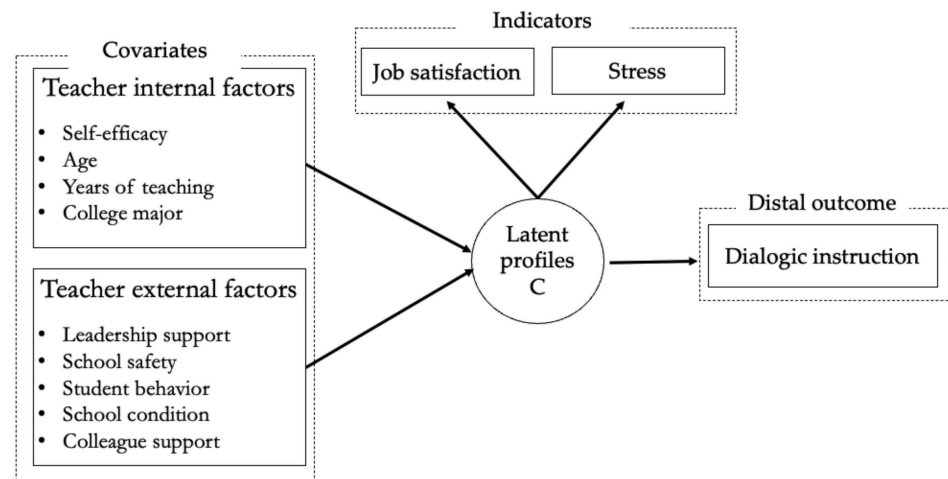 Indicators
Job satisfaction
Stress
Covariates
Teacher internal factors
• Self-efficacy
• Age
• Years of teaching
• College major
Teacher external factors
• Leadership support
• School safety
• Student behavior
• School condition
• Colleague support
Latent
profiles
C
Distal outcome
Dialogic instruction